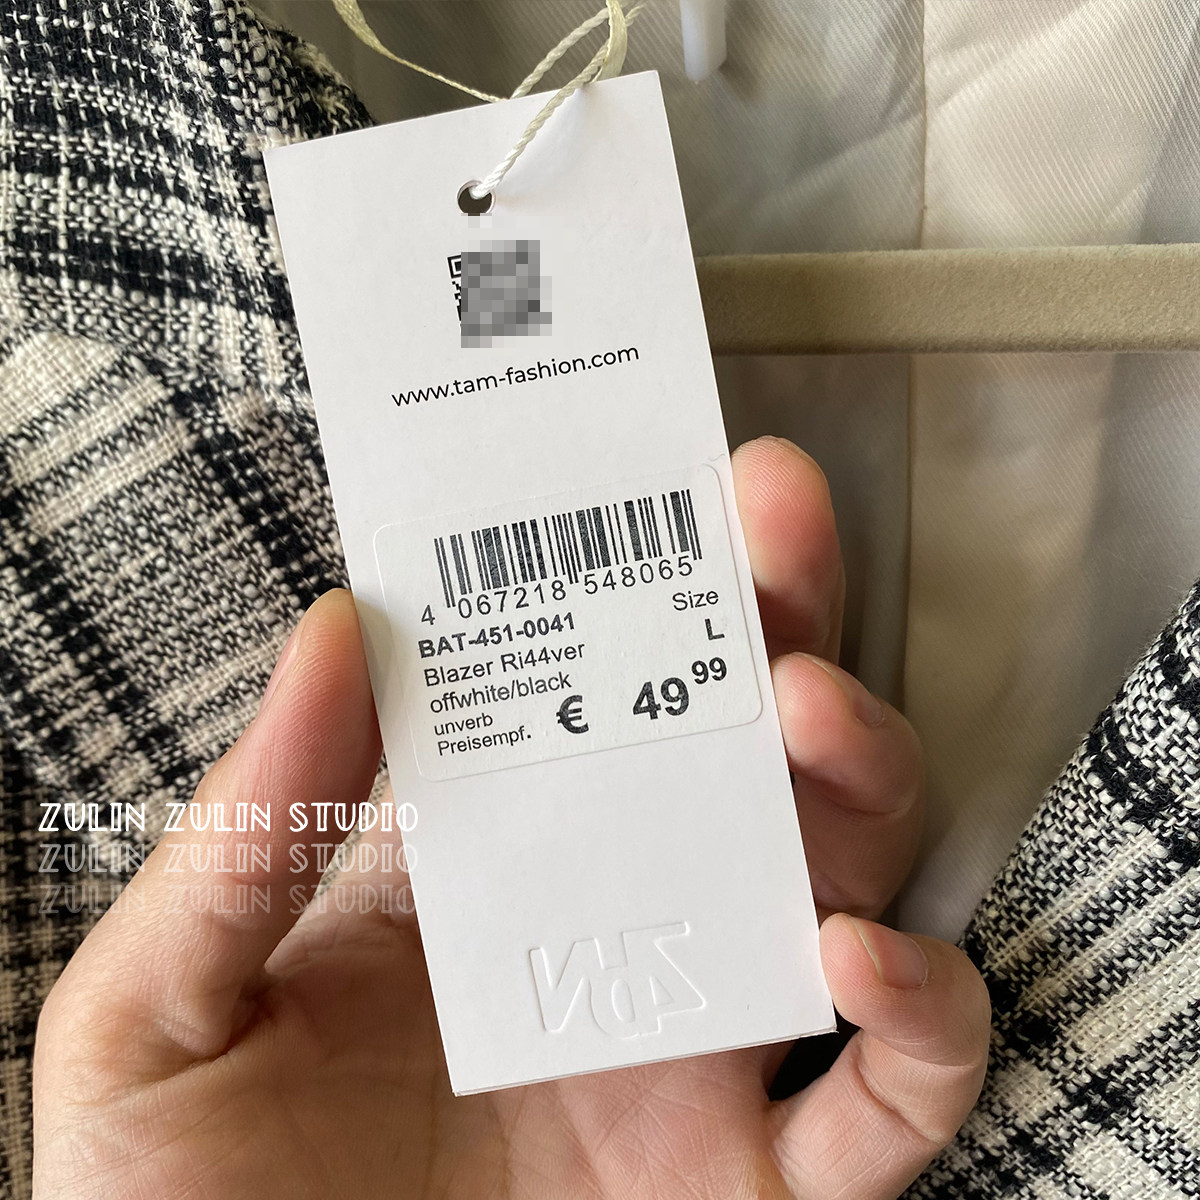 www.tam-fashion.com
4 067218 548065
BAT-451-0041
Size
Blazer Ri44ver
L
offwhite/black
unverb
Preisempf.
€ 49 99
ZULIN ZULIN STUDIO
ZULIN ZULIN STUDIO
ZULIN ZULIN STUDIO